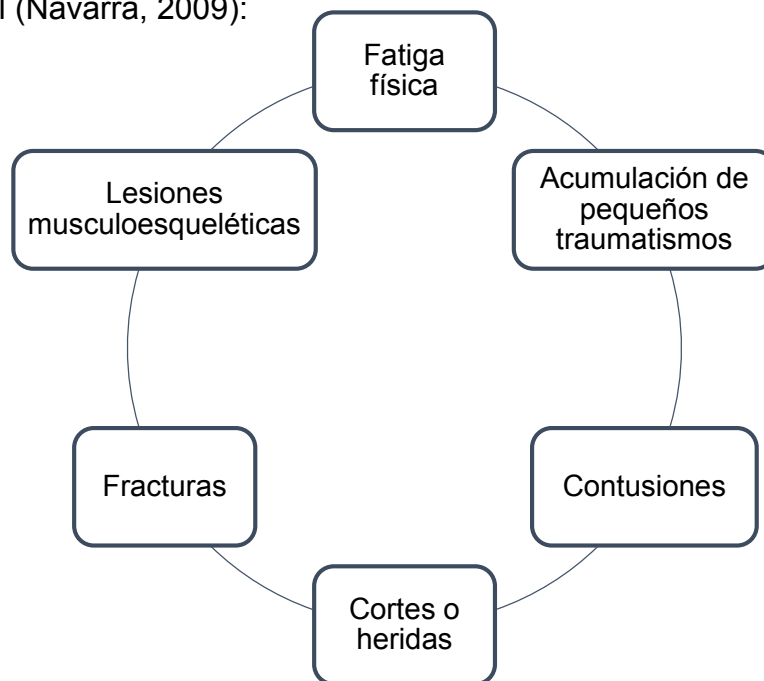 (Navarra, 2009):
Fatiga
física
Acumulación de
pequeños
traumatismos
Contusiones
Cortes o
heridas
Fracturas
Lesiones
musculoesqueléticas